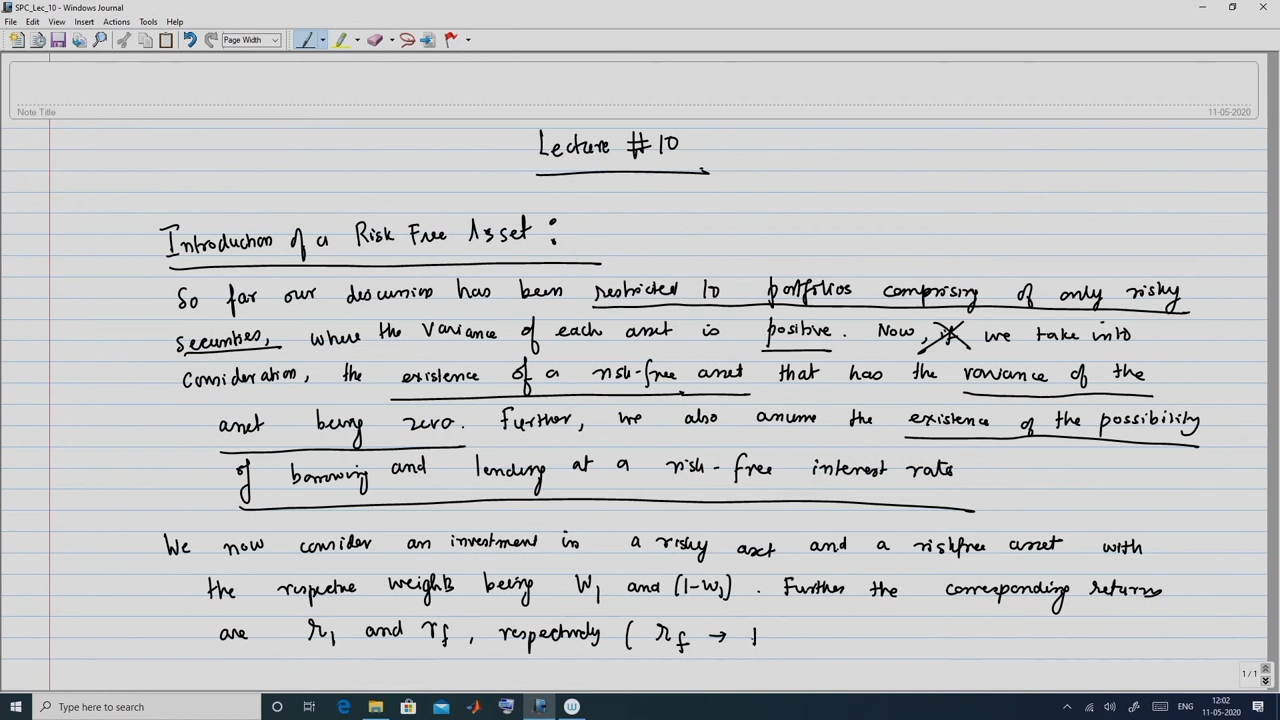 SPC_Lec_10 - Windows Journal
File Edit View Insert Actions Tools Help
Page Width
Note Title
11-05-2020
Lecture #10
Introduction of a Risk Free Asset :
So far our discussion has been restricted to portfolios comprising of only risky
securities, where the variance of each asset is positive. Now, if we take into
consideration, the existence of a risk-free asset that has the variance of the
asset being zero. Further, we also assume the existence of the possibility
of borrowing and lending at a risk-free interest rate
We now consider an investment in a risky asset and a riskfree asset with
the respective weights being W1 and (1-w1). Further the corresponding returns
are r1 and rf, respectively ( rf →
1/1
Type here to search
12:02
11-05-2020